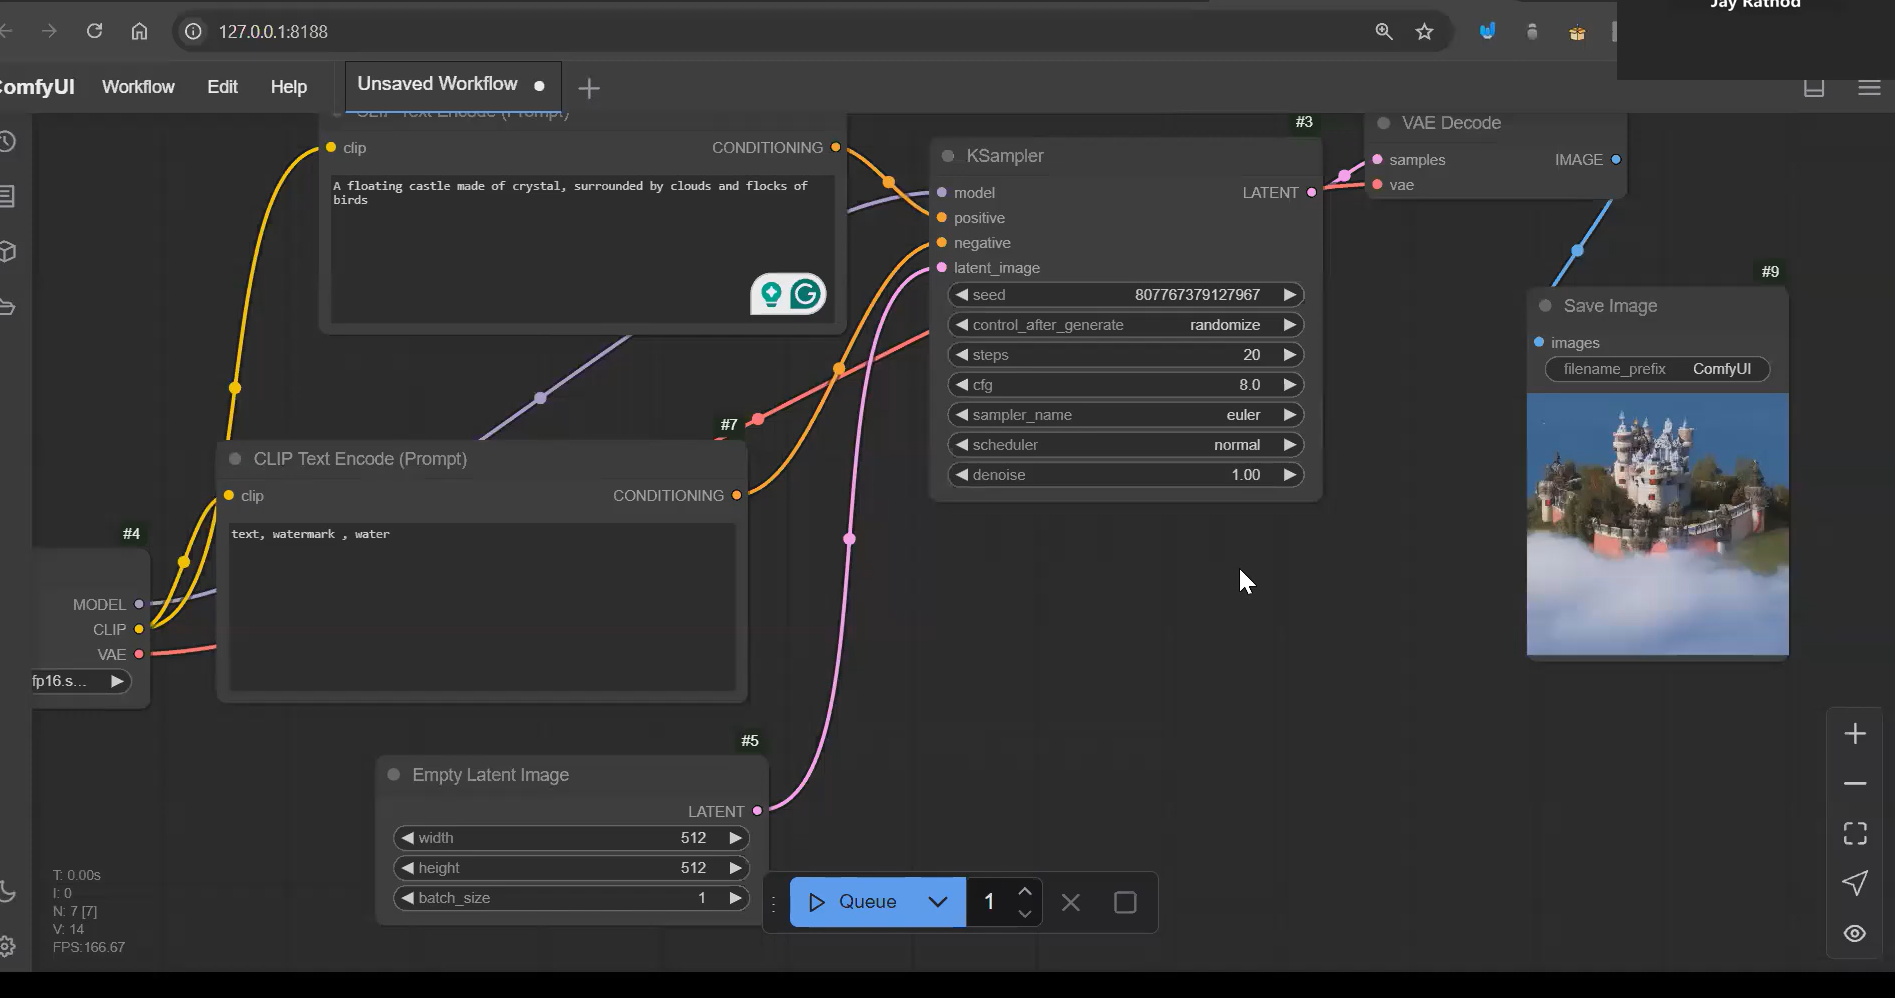 Jay Rathod
127.0.0.1:8188
ComfyUI
Workflow
Edit
Help
Unsaved Workflow
CLIP Text Encode (Prompt)
clip
CONDITIONING
A floating castle made of crystal, surrounded by clouds and flocks of
birds
#3
KSampler
model
LATENT
positive
negative
latent_image
seed 807767379127967
control_after_generate randomize
steps 20
cfg 8.0
sampler_name euler
scheduler normal
denoise 1.00
VAE Decode
samples
IMAGE
vae
#9
Save Image
images
filename_prefix ComfyUI
#7
CLIP Text Encode (Prompt)
clip
CONDITIONING
text, watermark , water
#4
MODEL
CLIP
VAE
fp16.s...
#5
Empty Latent Image
LATENT
width 512
height 512
batch_size 1
Queue
1
T: 0.00s
I: 0
N: 7 [7]
V: 14
FPS:166.67